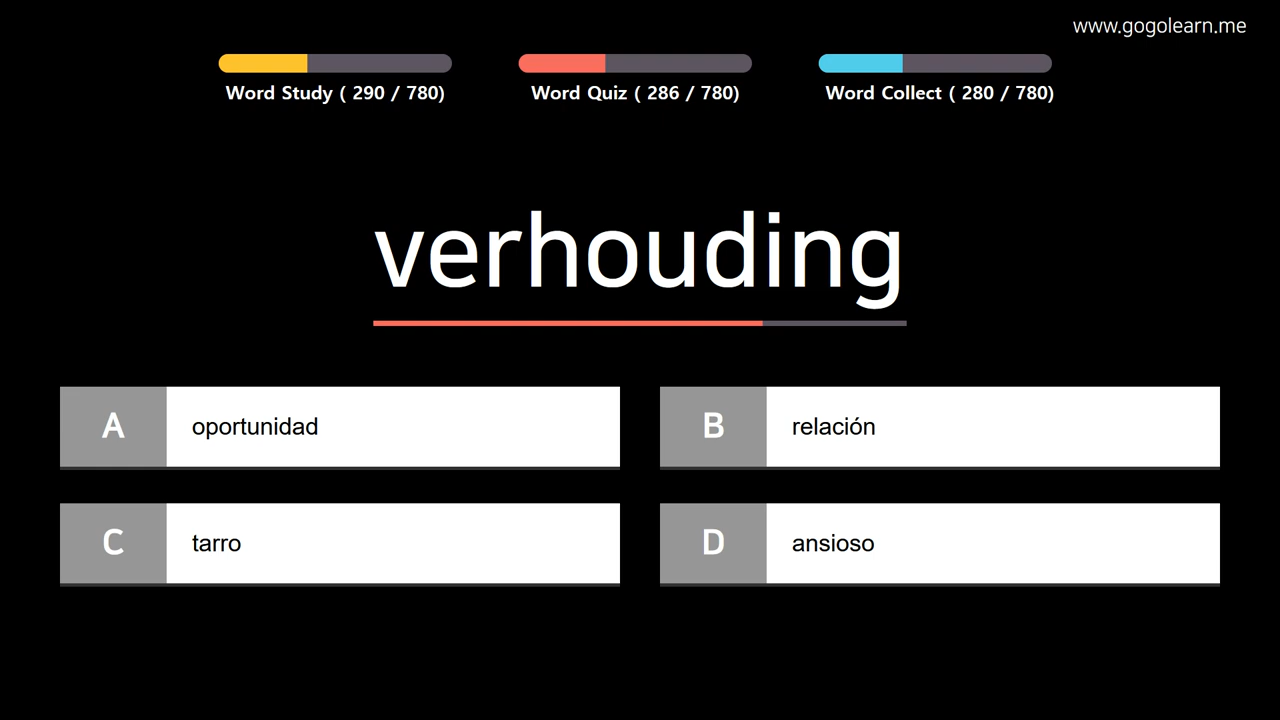 www.gogolearn.me
Word Study ( 290 / 780)
Word Quiz ( 286 / 780)
Word Collect ( 280 / 780)
verhouding
A oportunidad
B relación
C tarro
D ansioso